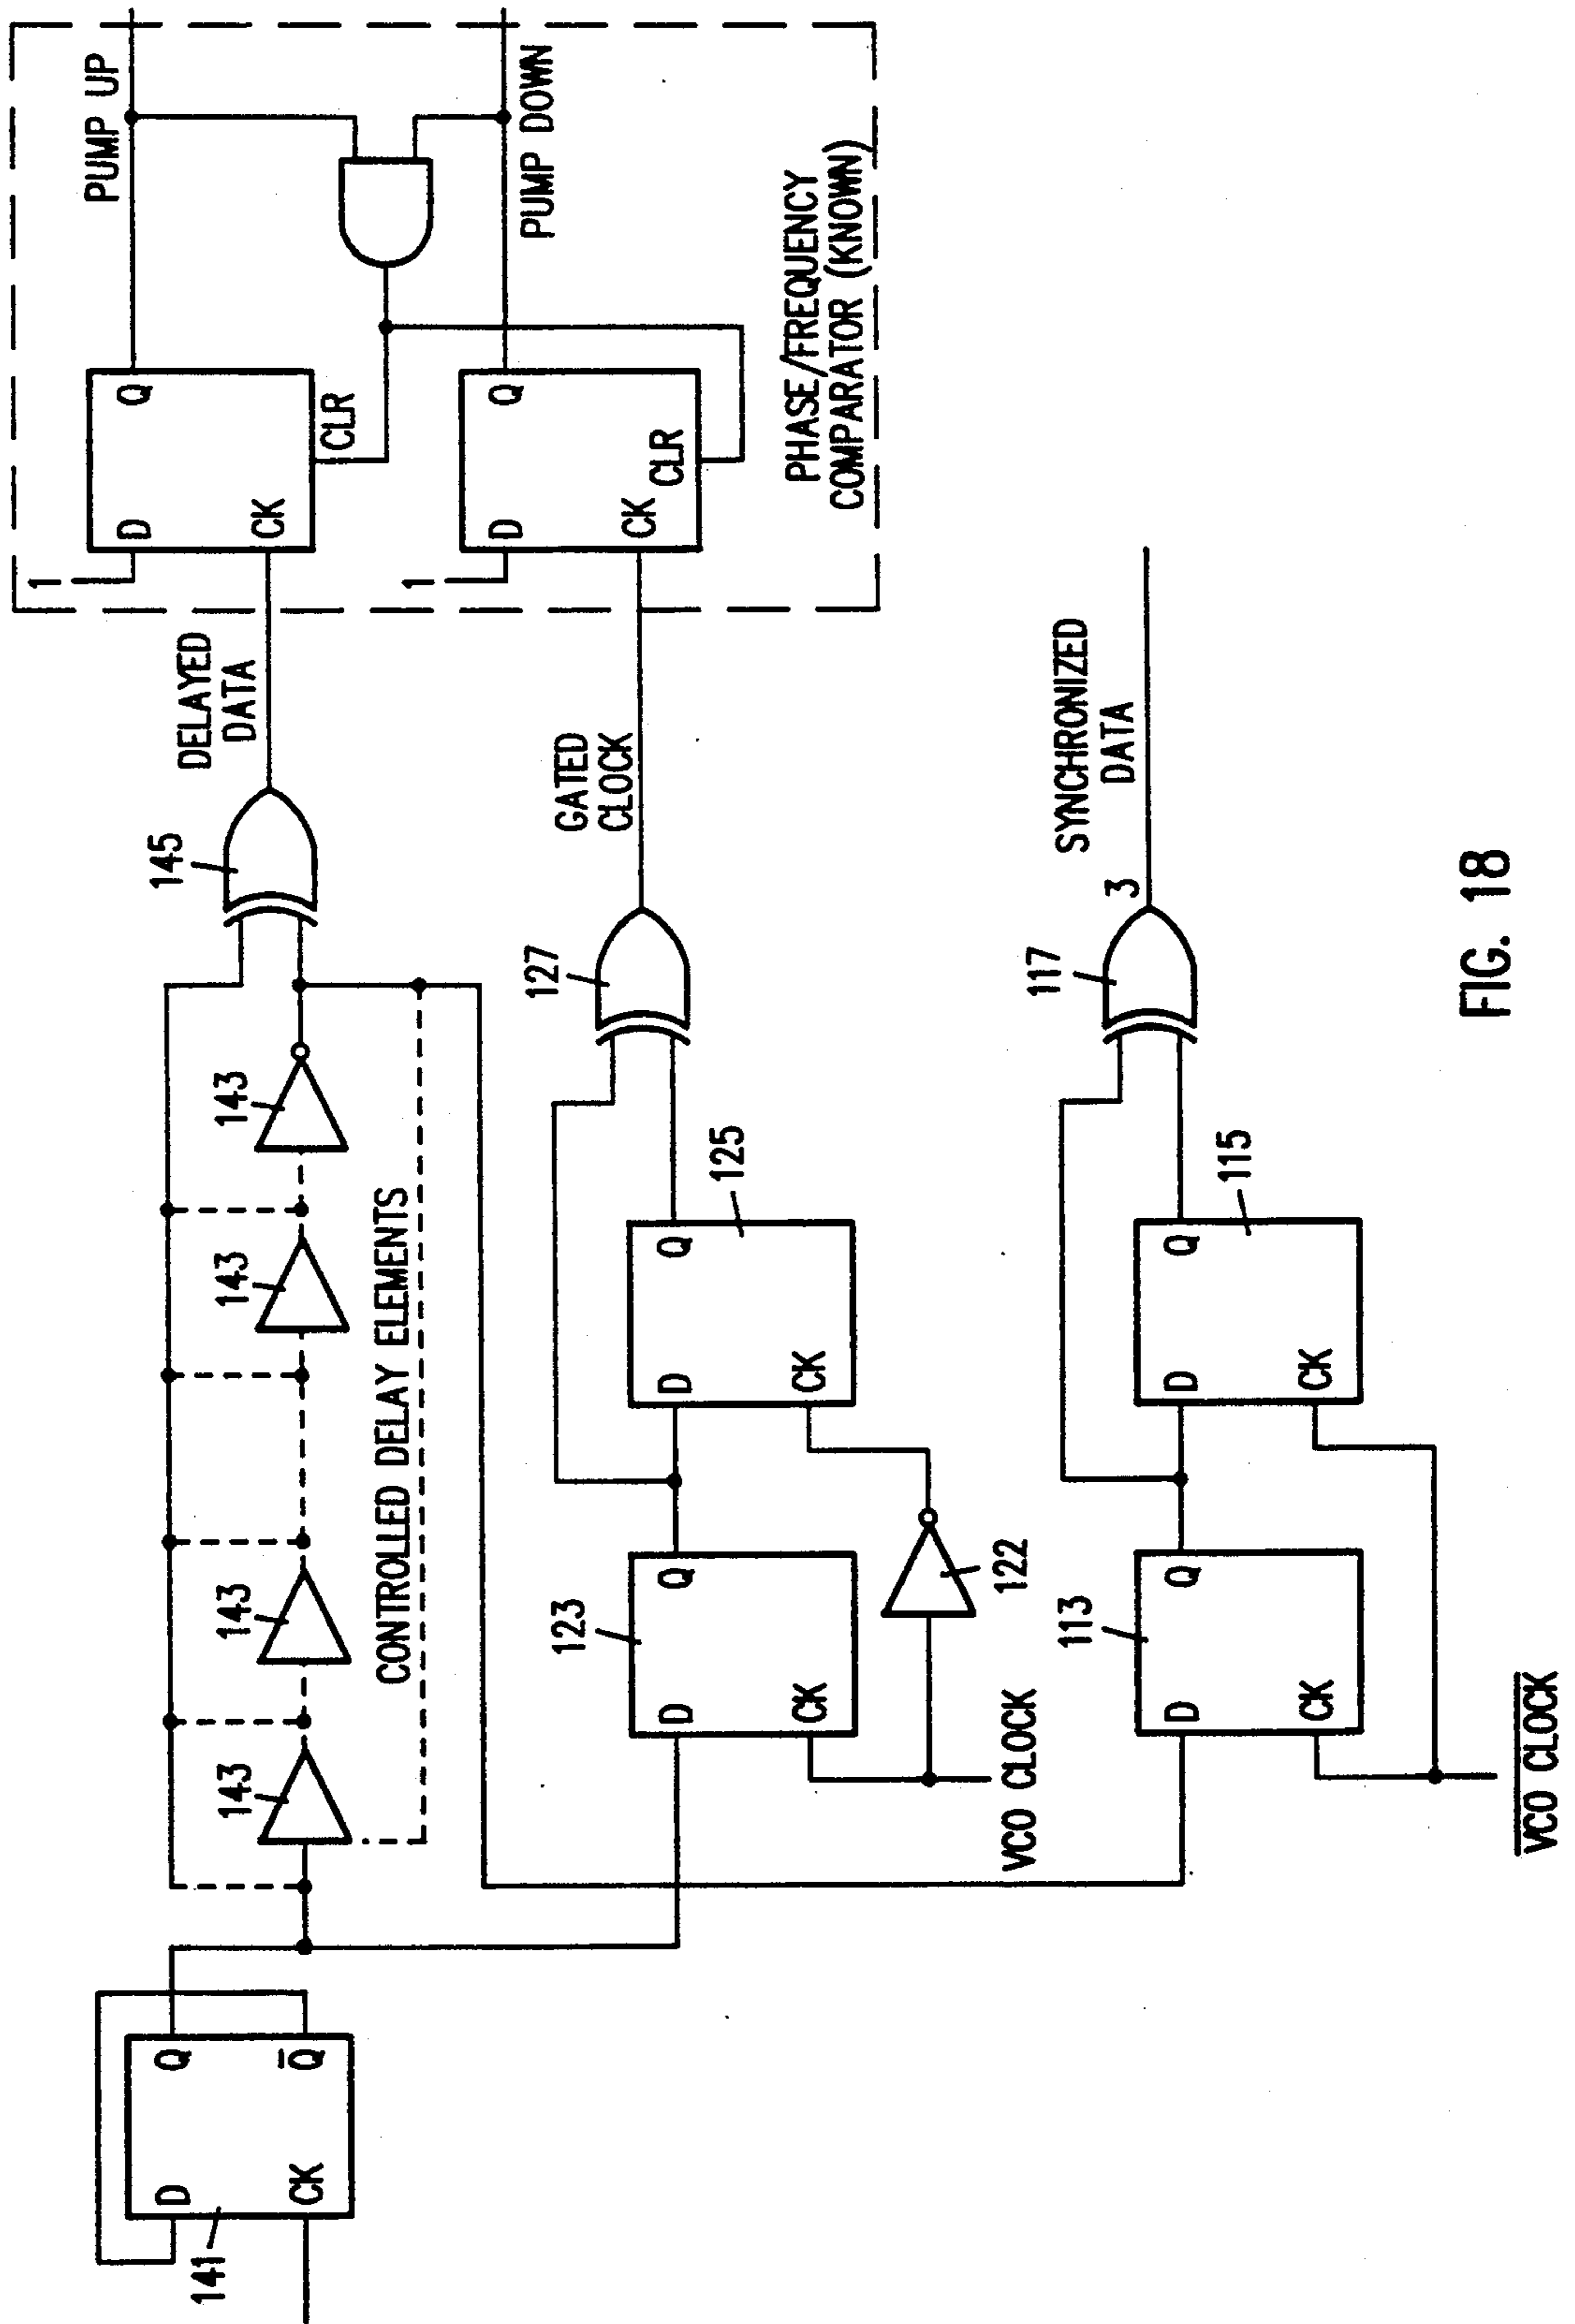 141
D
Q
CK
Q̅
143
143
143
143
CONTROLLED DELAY ELEMENTS
145
DELAYED
DATA
1
D
Q
CK
CLR
PUMP UP
1
D
Q
CK
CLR
PUMP DOWN
PHASE/FREQUENCY
COMPARATOR (KNOWN)
123
D
Q
CK
125
D
Q
CK
127
GATED
CLOCK
122
VCO CLOCK
113
D
Q
CK
115
D
Q
CK
117
3
SYNCHRONIZED
DATA
V̅C̅O̅ ̅C̅L̅O̅C̅K̅
FIG. 18